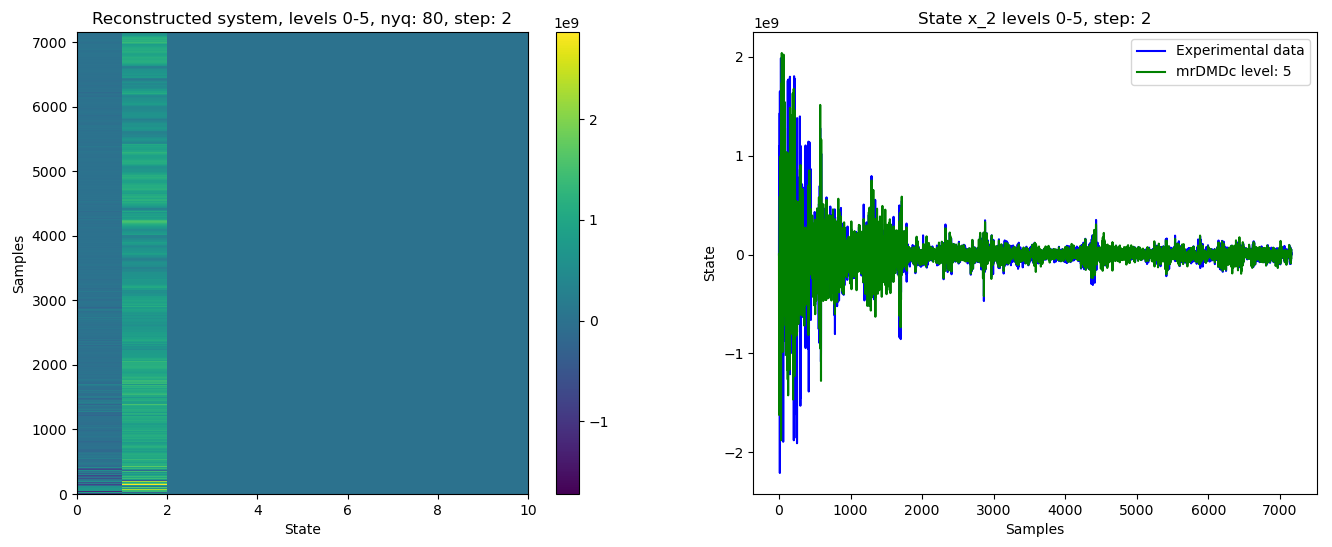 Reconstructed system, levels 0-5, nyq: 80, step: 2
1e9
7000
6000
5000
4000
3000
2000
1000
0
Samples
0 2 4 6 8 10
State
2
1
0
−1
State x_2 levels 0-5, step: 2
1e9
Experimental data
mrDMDc level: 5
2
1
0
−1
−2
State
0 1000 2000 3000 4000 5000 6000 7000
Samples